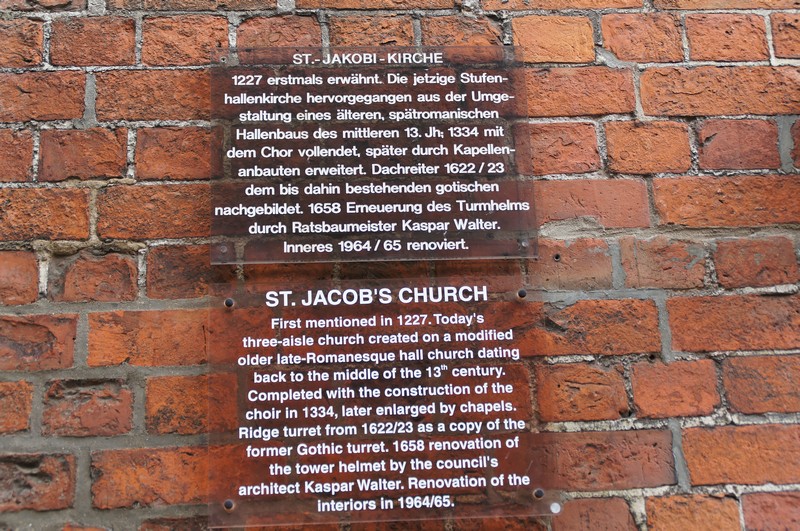 ST.-JAKOBI-KIRCHE
1227 erstmals erwähnt. Die jetzige Stufen-
hallenkirche hervorgegangen aus der Umge-
staltung eines älteren, spätromanischen
Hallenbaus des mittleren 13. Jh; 1334 mit
dem Chor vollendet, später durch Kapellen-
anbauten erweitert. Dachreiter 1622/23
dem bis dahin bestehenden gotischen
nachgebildet. 1658 Erneuerung des Turmhelms
durch Ratsbaumeister Kaspar Walter.
Inneres 1964/65 renoviert.
ST. JACOB'S CHURCH
First mentioned in 1227. Today's
three-aisle church created on a modified
older late-Romanesque hall church dating
back to the middle of the 13th century.
Completed with the construction of the
choir in 1334, later enlarged by chapels.
Ridge turret from 1622/23 as a copy of the
former Gothic turret. 1658 renovation of
the tower helmet by the council's
architect Kaspar Walter. Renovation of the
interiors in 1964/65.